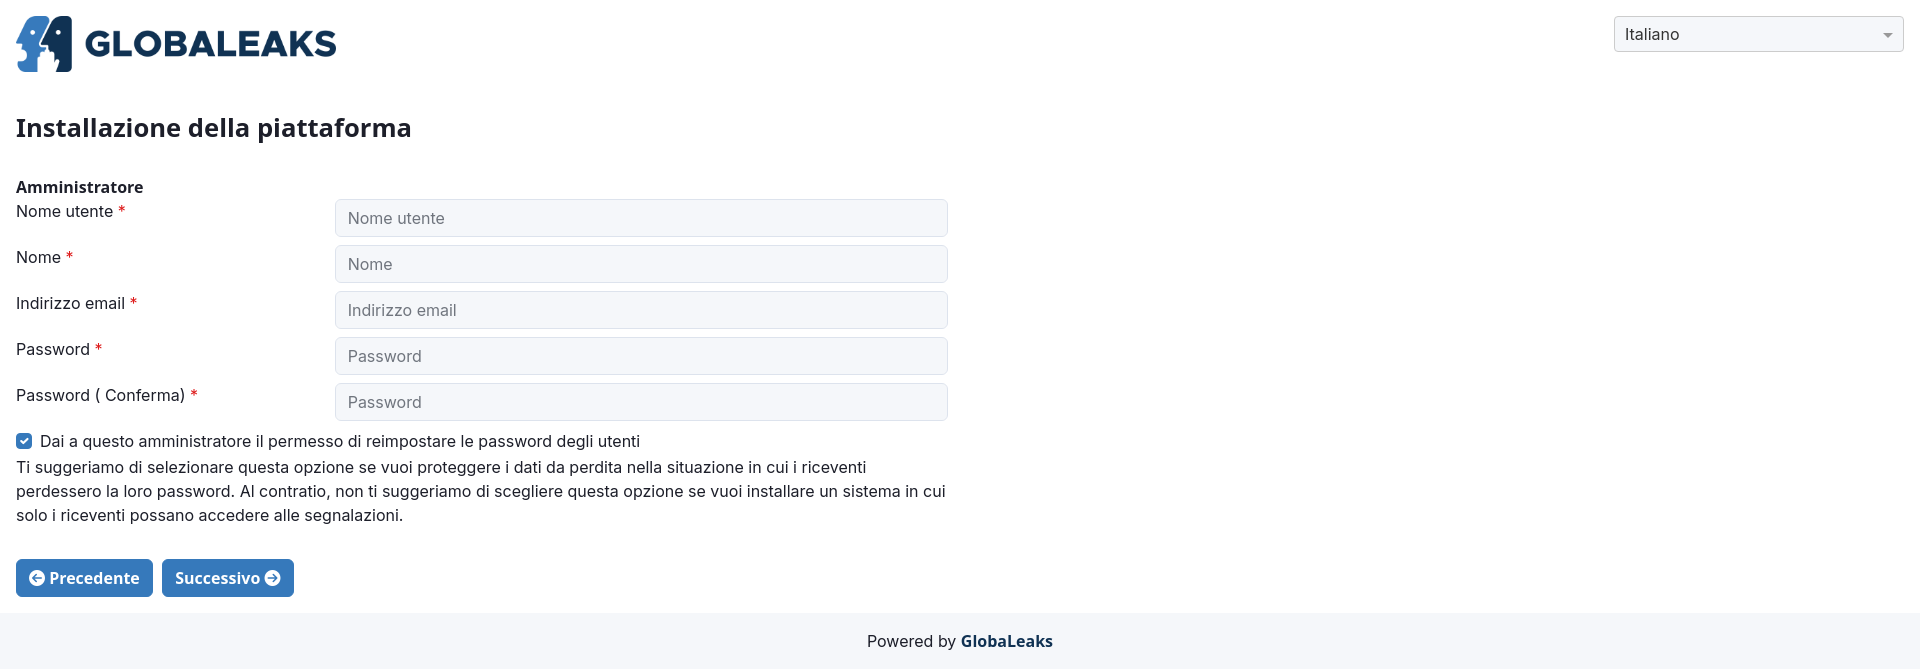 GLOBALEAKS
Italiano
Installazione della piattaforma
Amministratore
Nome utente *
Nome utente
Nome *
Nome
Indirizzo email *
Indirizzo email
Password *
Password
Password ( Conferma) *
Password
Dai a questo amministratore il permesso di reimpostare le password degli utenti
Ti suggeriamo di selezionare questa opzione se vuoi proteggere i dati da perdita nella situazione in cui i riceventi
perdessero la loro password. Al contratio, non ti suggeriamo di scegliere questa opzione se vuoi installare un sistema in cui
solo i riceventi possano accedere alle segnalazioni.
Precedente
Successivo
Powered by GlobaLeaks